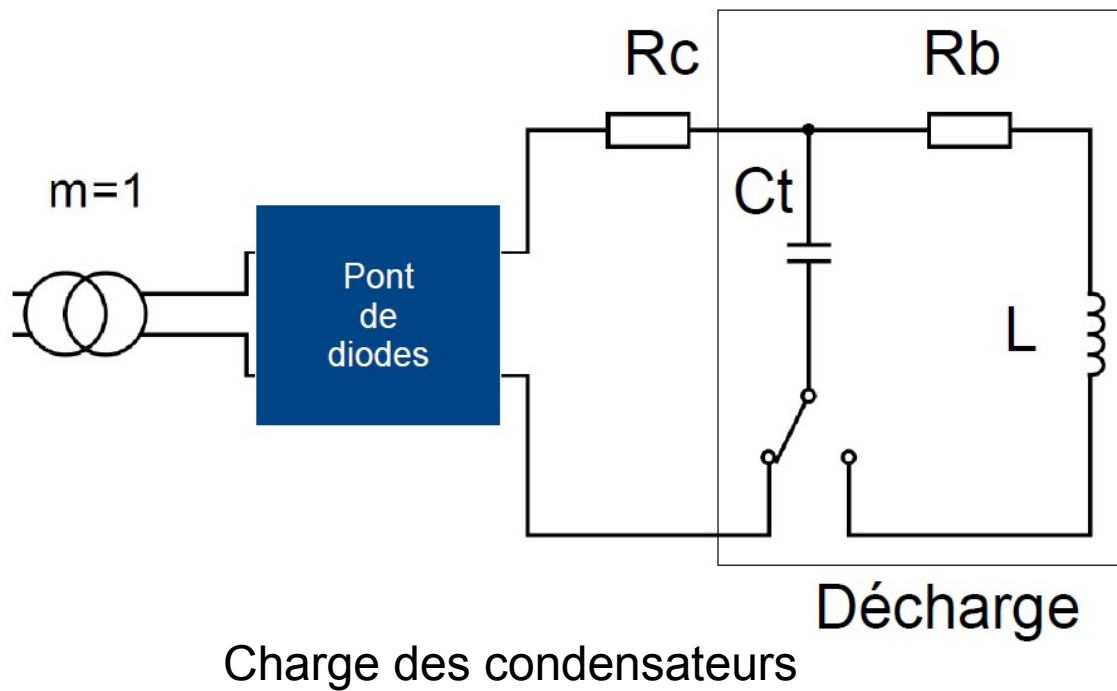 Rc
Rb
m=1
Ct
Pont
de
diodes
L
Décharge
Charge des condensateurs